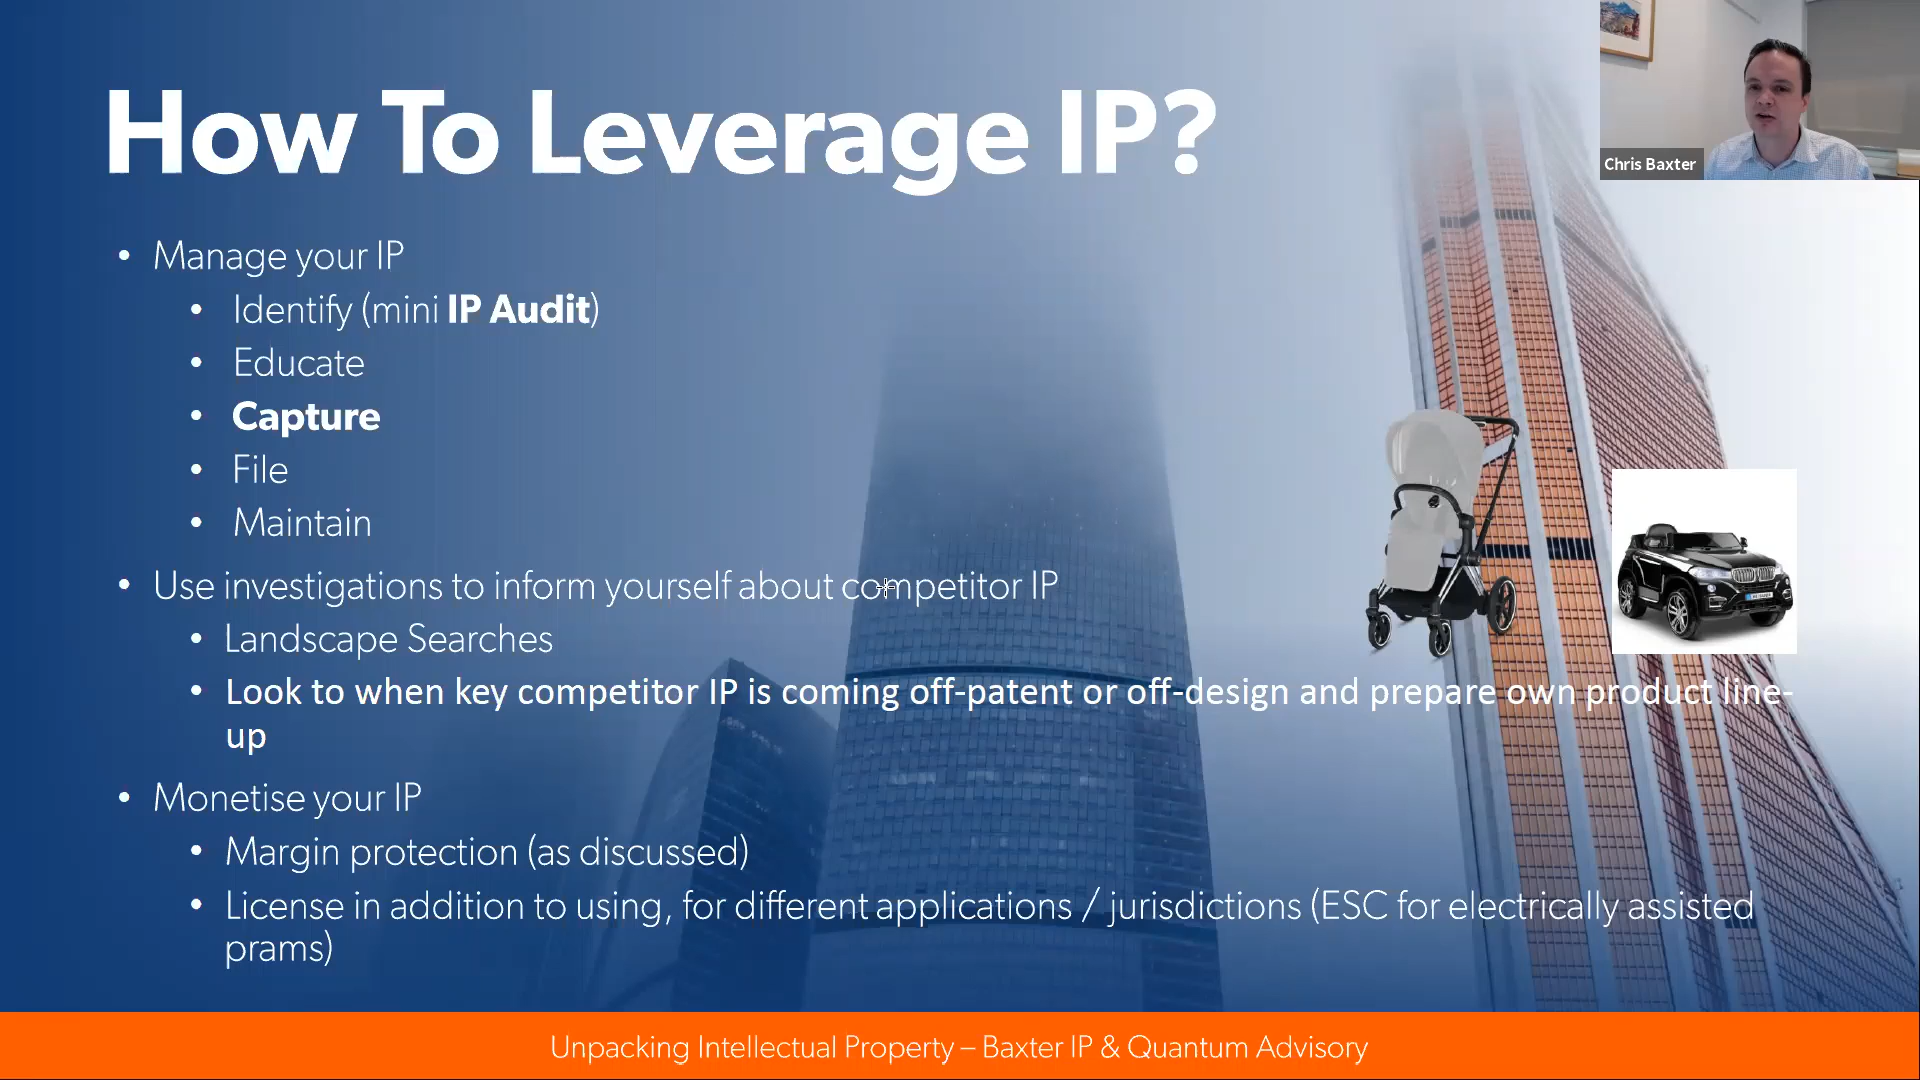 How To Leverage IP?
Chris Baxter
• Manage your IP
• Identify (mini IP Audit)
• Educate
• Capture
• File
• Maintain
• Use investigations to inform yourself about competitor IP
• Landscape Searches
• Look to when key competitor IP is coming off-patent or off-design and prepare own product line-
up
• Monetise your IP
• Margin protection (as discussed)
• License in addition to using, for different applications / jurisdictions (ESC for electrically assisted
prams)
Unpacking Intellectual Property – Baxter IP & Quantum Advisory